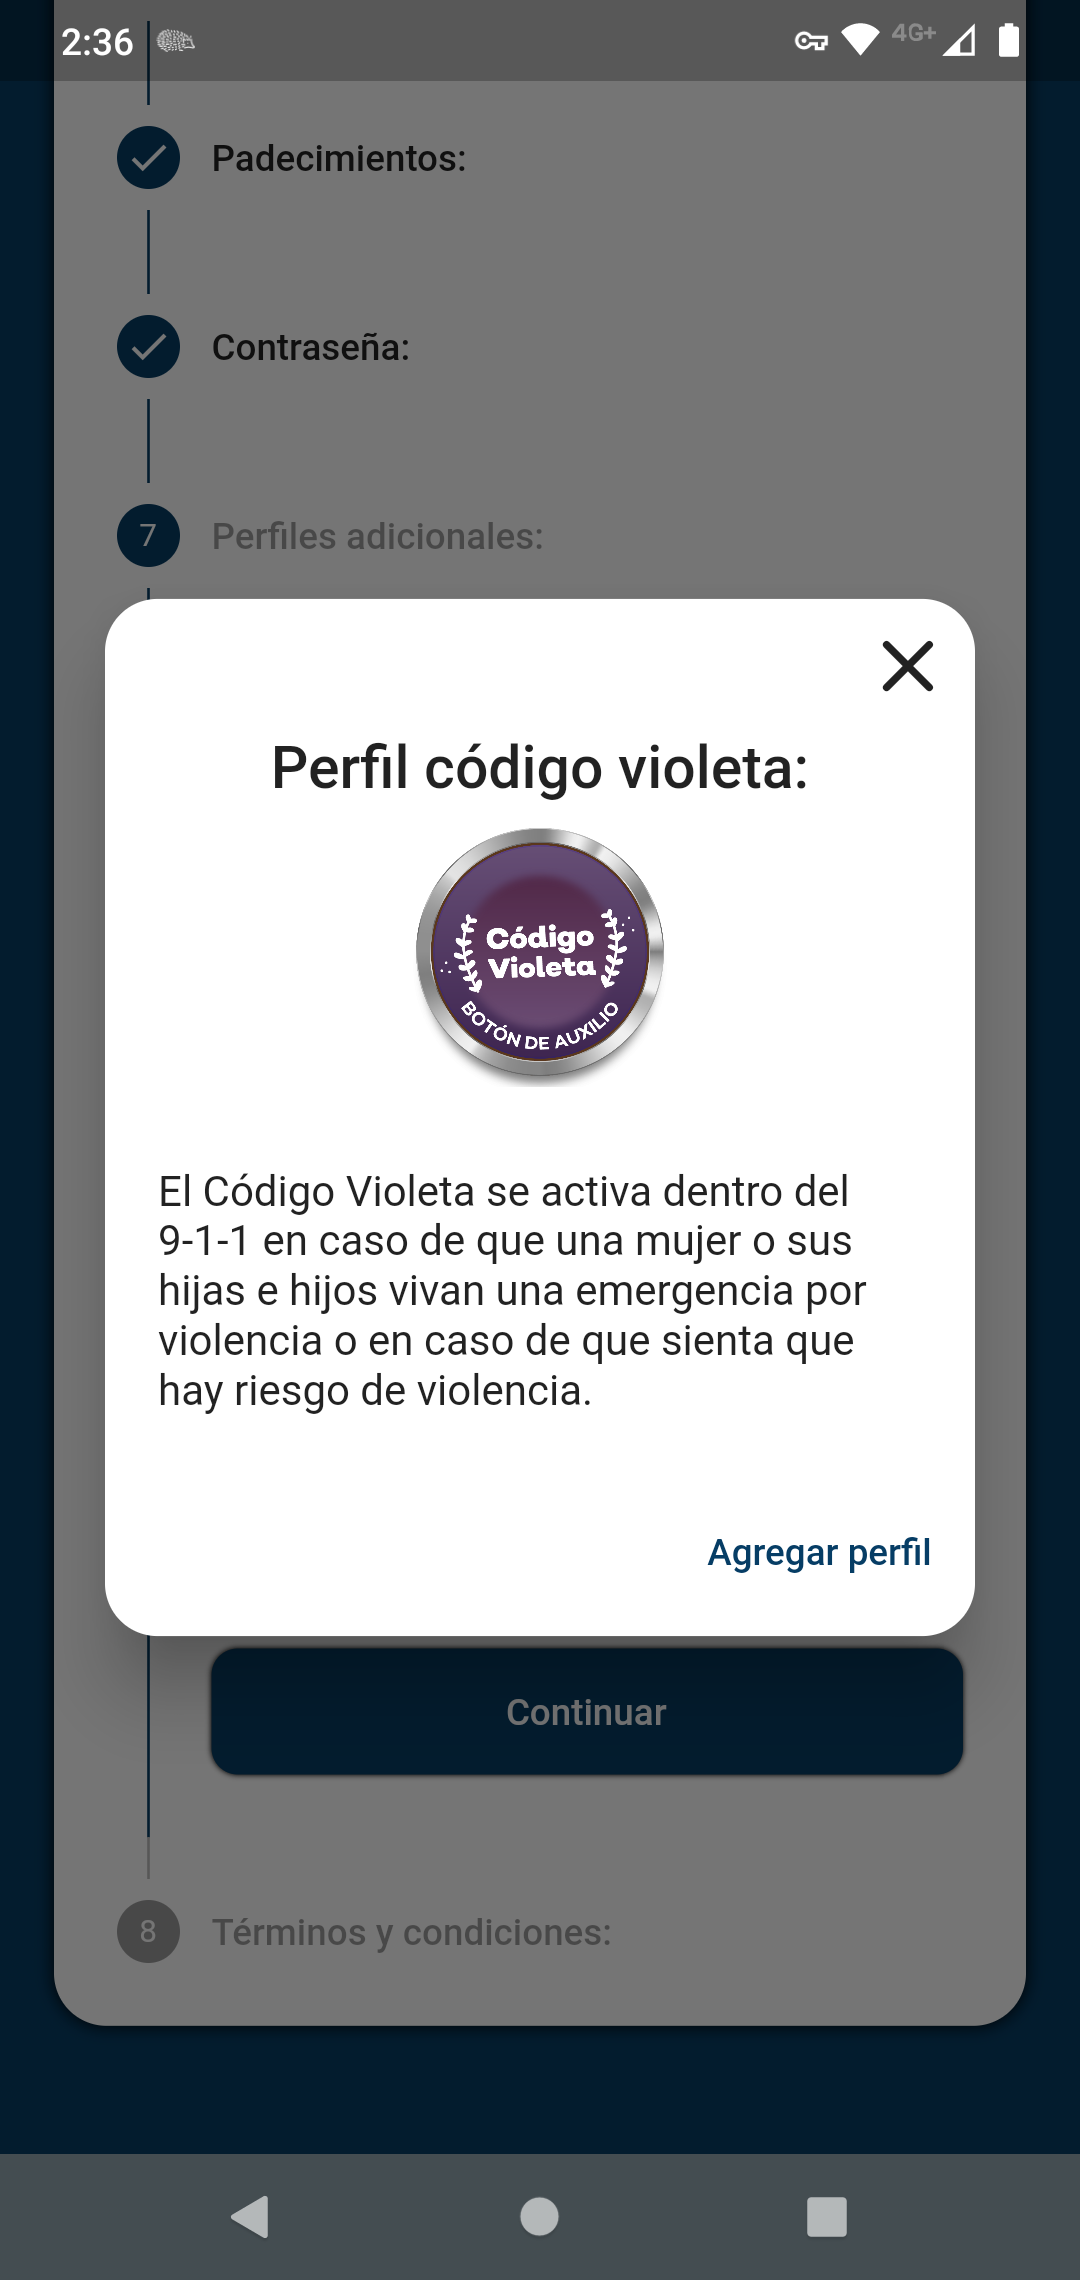 2:36
4G+
Padecimientos:
Contraseña:
7
Perfiles adicionales:
Perfil código violeta:
Código
Violeta
BOTÓN DE AUXILIO
El Código Violeta se activa dentro del
9-1-1 en caso de que una mujer o sus
hijas e hijos vivan una emergencia por
violencia o en caso de que sienta que
hay riesgo de violencia.
Agregar perfil
Continuar
8
Términos y condiciones: